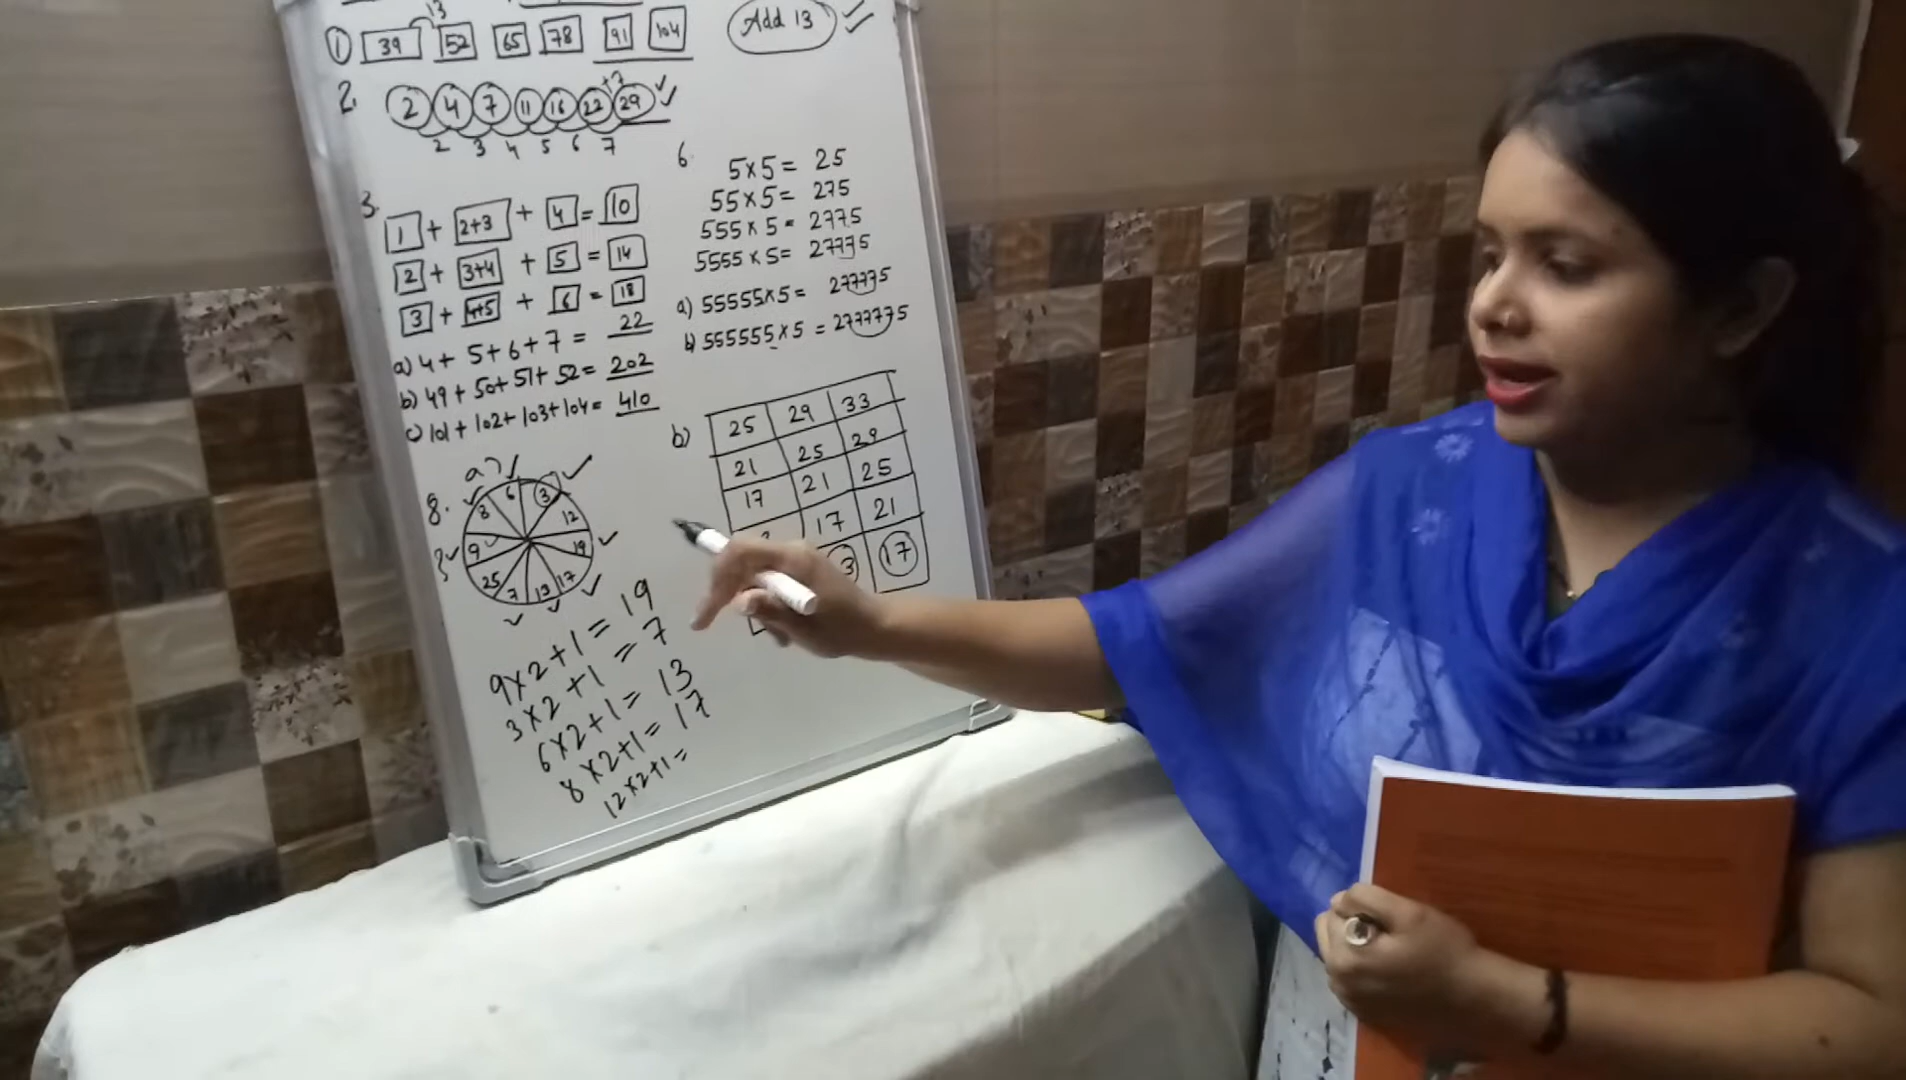 13
① 39 52 65 78 91 104 Add 13
2. 2 4 7 11 16 22 29
+7
2 3 4 5 6 7
3.
1 + 2+3 + 4 = 10
2 + 3+4 + 5 = 14
3 + 4+5 + 6 = 18
a) 4 + 5 + 6 + 7 = 22
b) 49 + 50 + 51 + 52 = 202
c) 101 + 102 + 103 + 104 = 410
6.
5 x 5 = 25
55 x 5 = 275
555 x 5 = 2775
5555 x 5 = 27775
a) 55555 x 5 = 277775
b) 555555 x 5 = 2777775
8. a)
6 3
8 12
9 19
25 7 13 17
9 x 2 + 1 = 19
3 x 2 + 1 = 7
6 x 2 + 1 = 13
8 x 2 + 1 = 17
12 x 2 + 1 =
b)
25 29 33
21 25 29
17 21 25
17 21
3 17